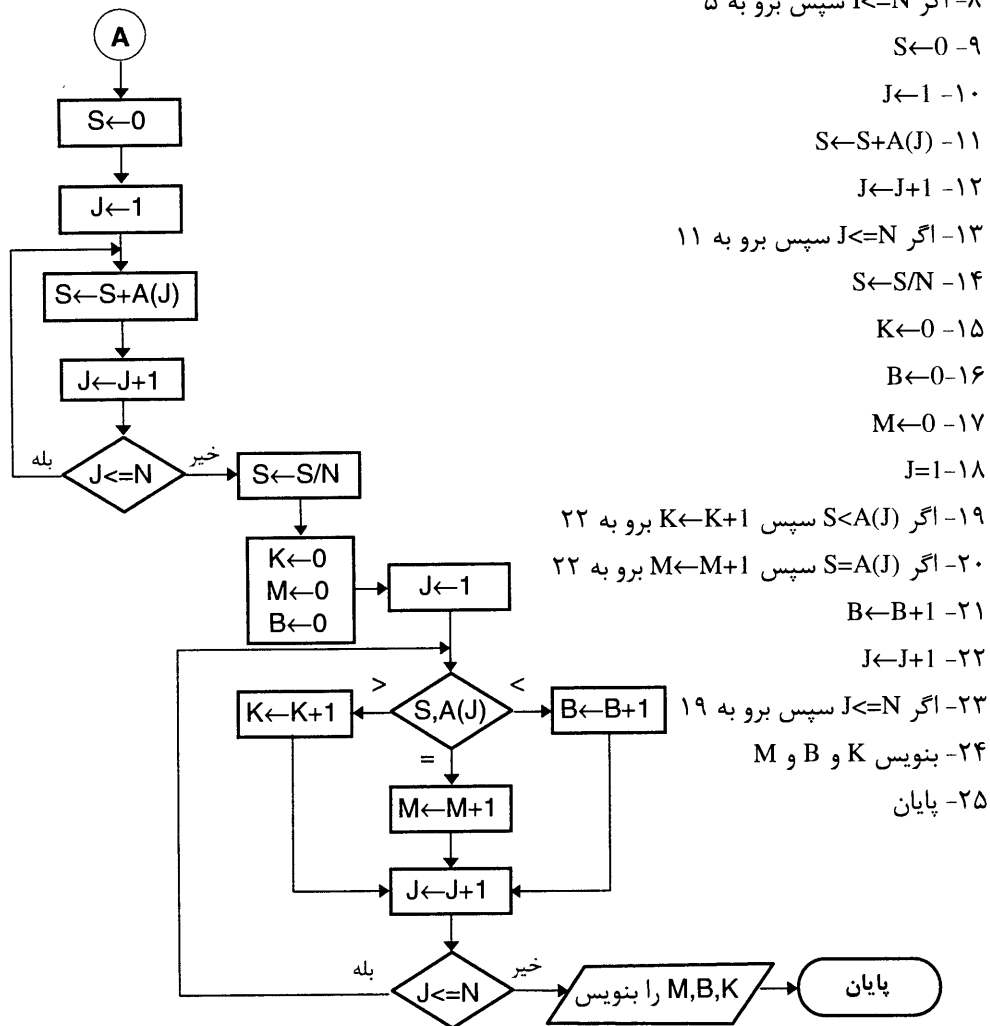 ۸- اگر I<=N سپس برو به ۵
۹- S←0
۱۰- J←1
۱۱- S←S+A(J)
۱۲- J←J+1
۱۳- اگر J<=N سپس برو به ۱۱
۱۴- S←S/N
۱۵- K←0
۱۶- B←0
۱۷- M←0
۱۸- J=1
۱۹- اگر S<A(J) سپس K←K+1 برو به ۲۲
۲۰- اگر S=A(J) سپس M←M+1 برو به ۲۲
۲۱- B←B+1
۲۲- J←J+1
۲۳- اگر J<=N سپس برو به ۱۹
۲۴- بنویس K و B و M
۲۵- پایان
A
S←0
J←1
S←S+A(J)
J←J+1
بله
J<=N
خیر
S←S/N
K←0
M←0
B←0
J←1
>
<
K←K+1
S,A(J)
B←B+1
=
M←M+1
J←J+1
بله
J<=N
خیر
M,B,K را بنویس
پایان